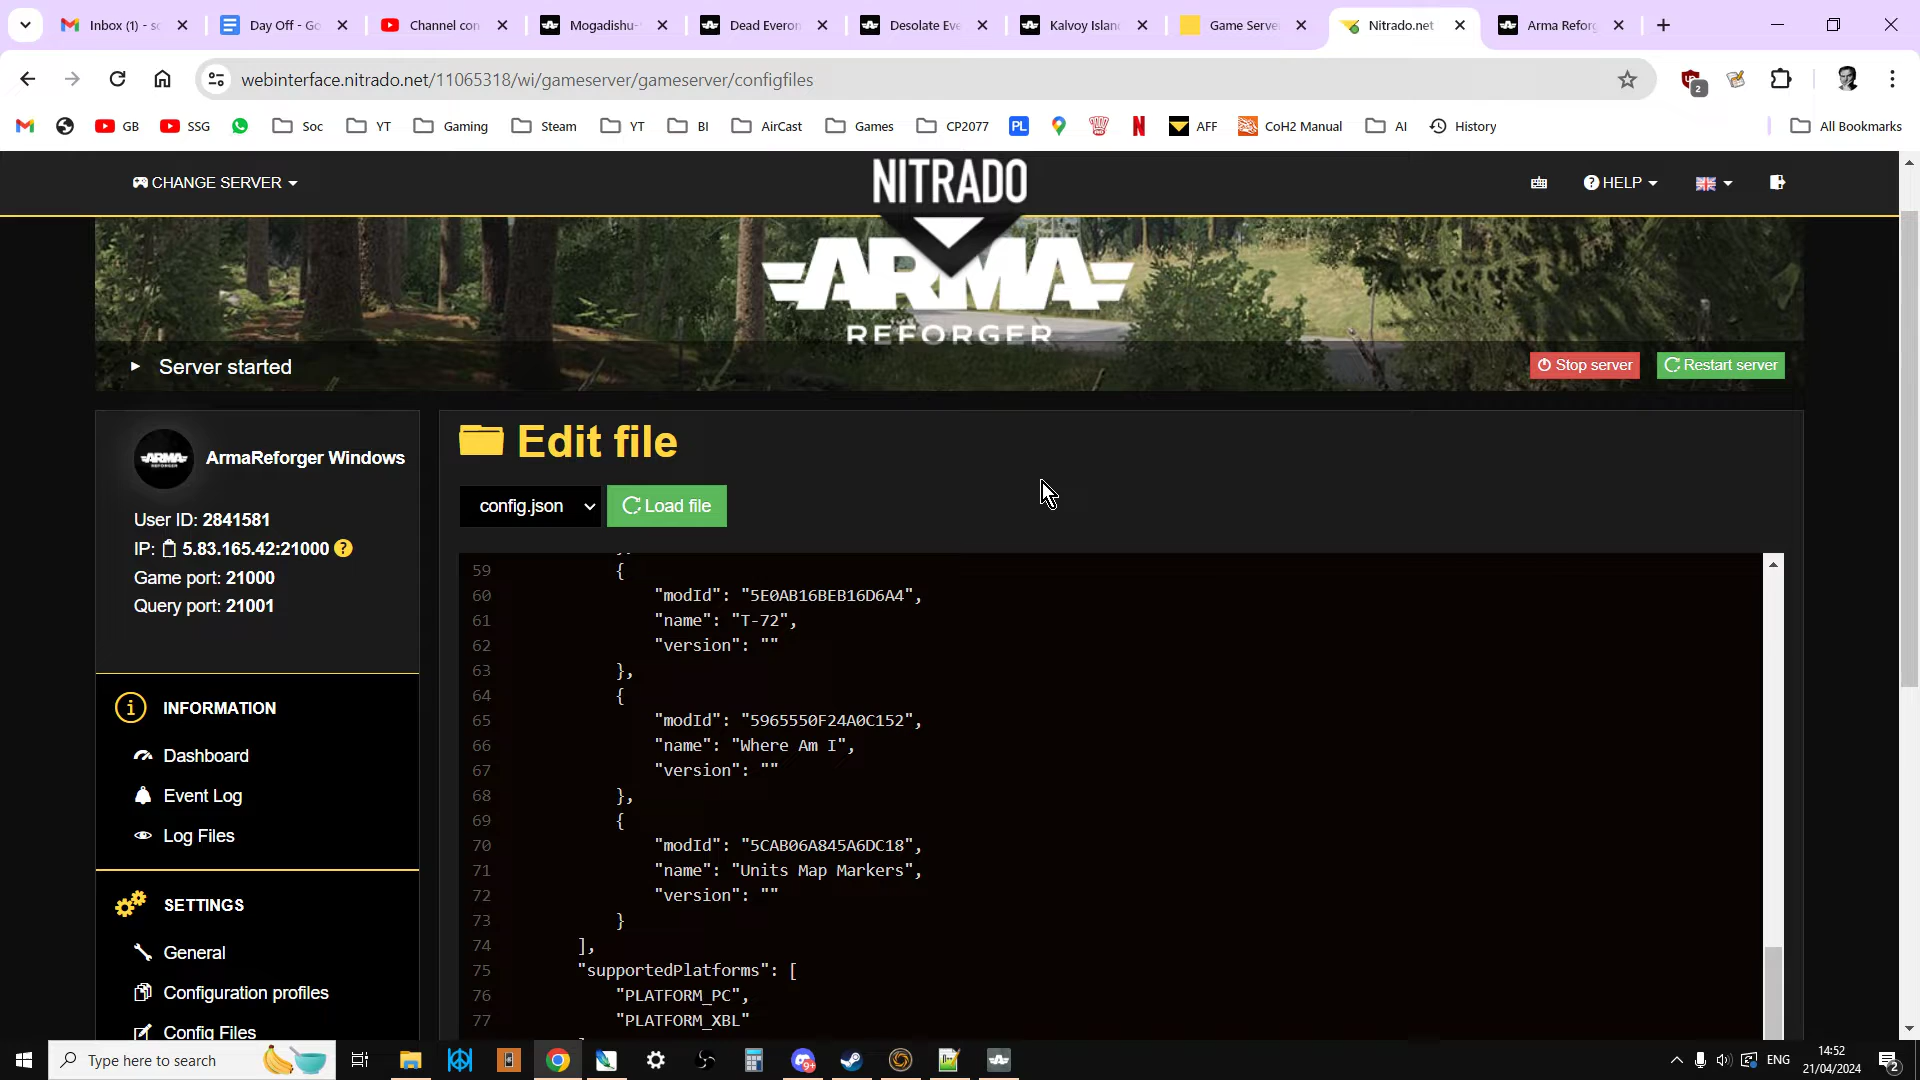 Inbox (1) - sc
Day Off - Go
Channel con
Mogadishu-
Dead Everon
Desolate Eve
Kalvoy Islan
Game Serve
Nitrado.net
Arma Reforg
webinterface.nitrado.net/11065318/wi/gameserver/gameserver/configfiles
2
GB
SSG
Soc
YT
Gaming
Steam
YT
BI
AirCast
Games
CP2077
PL
N
AFF
CoH2 Manual
AI
History
All Bookmarks
CHANGE SERVER
NITRADO
HELP
ARMA
REFORGER
Server started
Stop server
Restart server
ARMA
REFORGER
ArmaReforger Windows
User ID: 2841581
IP: 5.83.165.42:21000 ?
Game port: 21000
Query port: 21001
INFORMATION
Dashboard
Event Log
Log Files
SETTINGS
General
Configuration profiles
Config Files
Edit file
config.json
Load file
59 {
60 "modId": "5E0AB16BEB16D6A4",
61 "name": "T-72",
62 "version": ""
63 },
64 {
65 "modId": "5965550F24A0C152",
66 "name": "Where Am I",
67 "version": ""
68 },
69 {
70 "modId": "5CAB06A845A6DC18",
71 "name": "Units Map Markers",
72 "version": ""
73 }
74 ],
75 "supportedPlatforms": [
76 "PLATFORM_PC",
77 "PLATFORM_XBL"
Type here to search
9+
ENG
14:52
21/04/2024
2